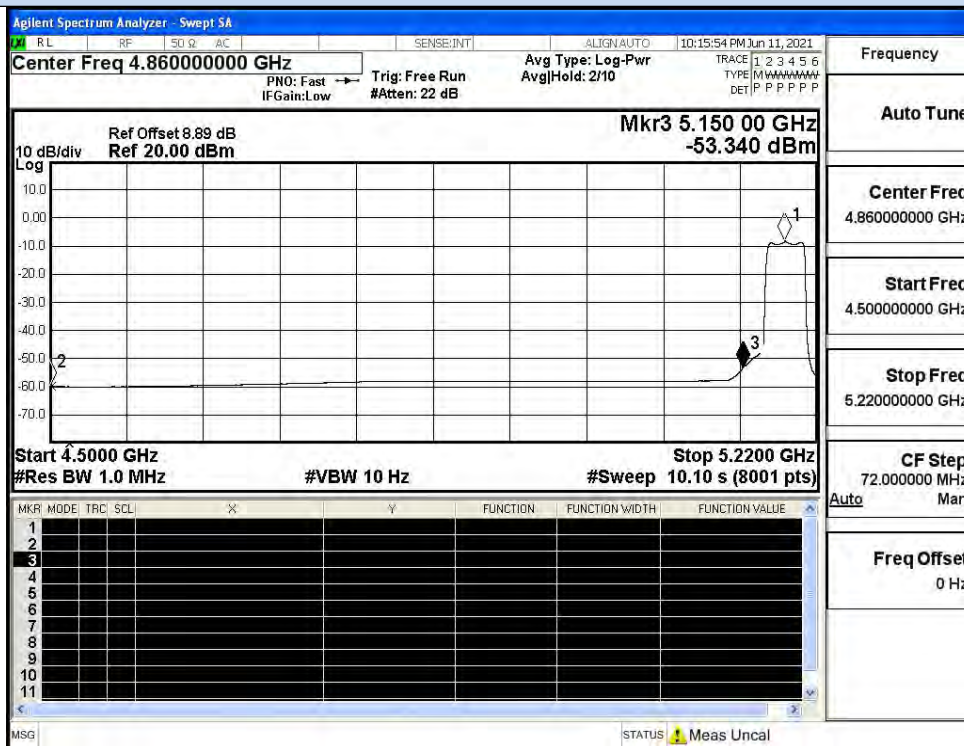 Agilent Spectrum Analyzer - Swept SA
LXI RL RF 50 Ω AC SENSE:INT ALIGNAUTO 10:15:54 PM Jun 11, 2021
Center Freq 4.860000000 GHz
PNO: Fast
IFGain:Low
Trig: Free Run
#Atten: 22 dB
Avg Type: Log-Pwr
Avg|Hold: 2/10
TRACE 1 2 3 4 5 6
TYPE M WWWWW
DET P P P P P P
Ref Offset 8.89 dB
10 dB/div Ref 20.00 dBm
Log
Mkr3 5.150 00 GHz
-53.340 dBm
10.0
0.00
-10.0
-20.0
-30.0
-40.0
-50.0
-60.0
-70.0
1
2
3
Start 4.5000 GHz Stop 5.2200 GHz
#Res BW 1.0 MHz #VBW 10 Hz #Sweep 10.10 s (8001 pts)
MKR MODE TRC SCL X Y FUNCTION FUNCTION WIDTH FUNCTION VALUE
1
2
3
4
5
6
7
8
9
10
11
MSG STATUS Meas Uncal
Frequency
Auto Tune
Center Freq
4.860000000 GHz
Start Freq
4.500000000 GHz
Stop Freq
5.220000000 GHz
CF Step
72.000000 MHz
Auto Man
Freq Offset
0 Hz